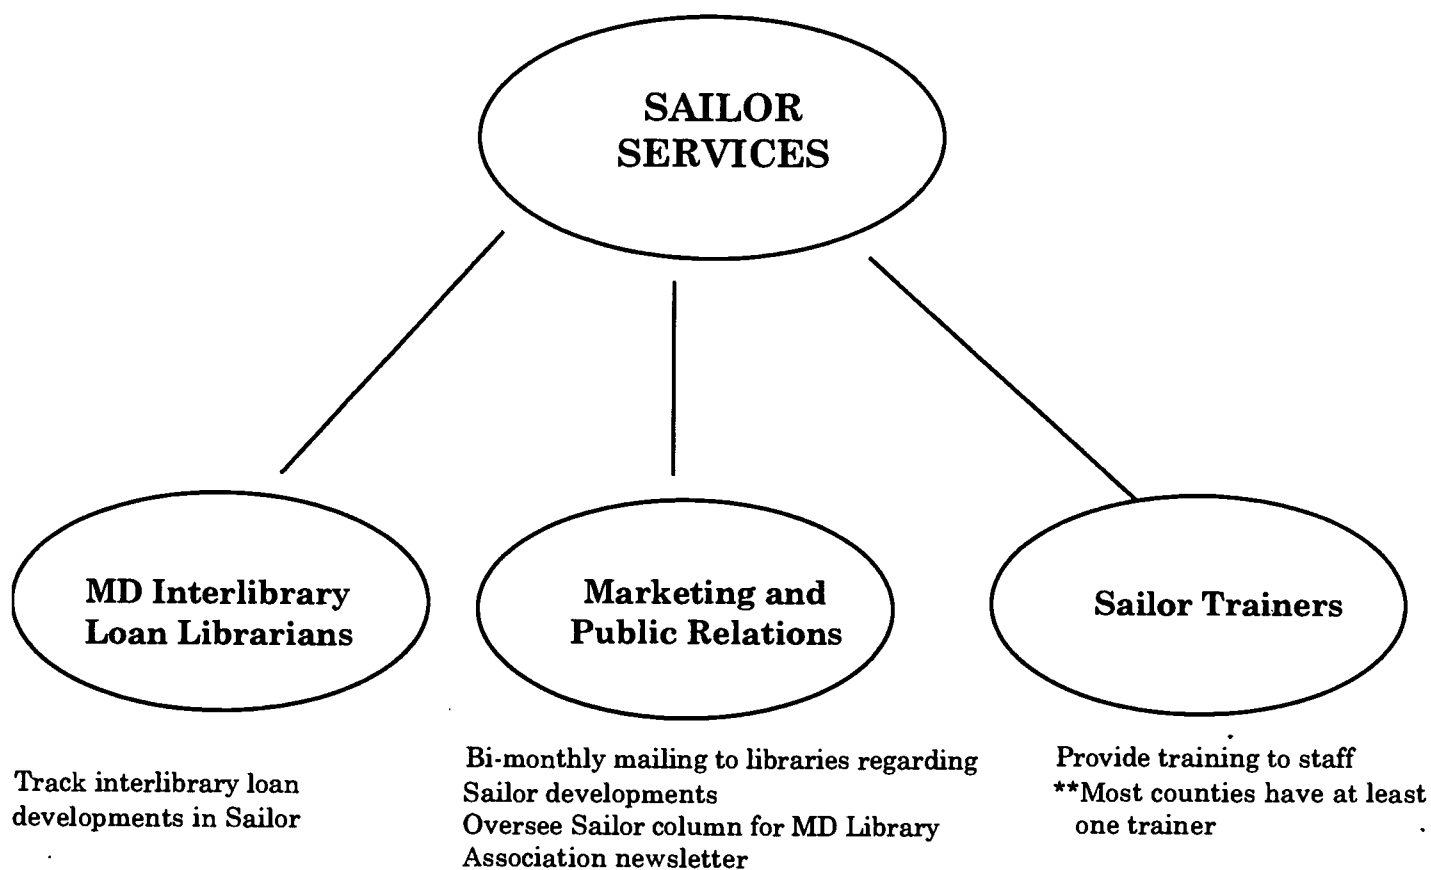 SAILOR
SERVICES
MD Interlibrary
Loan Librarians
Marketing and
Public Relations
Sailor Trainers
Track interlibrary loan
developments in Sailor
Bi-monthly mailing to libraries regarding
Sailor developments
Oversee Sailor column for MD Library
Association newsletter
Provide training to staff
**Most counties have at least
one trainer